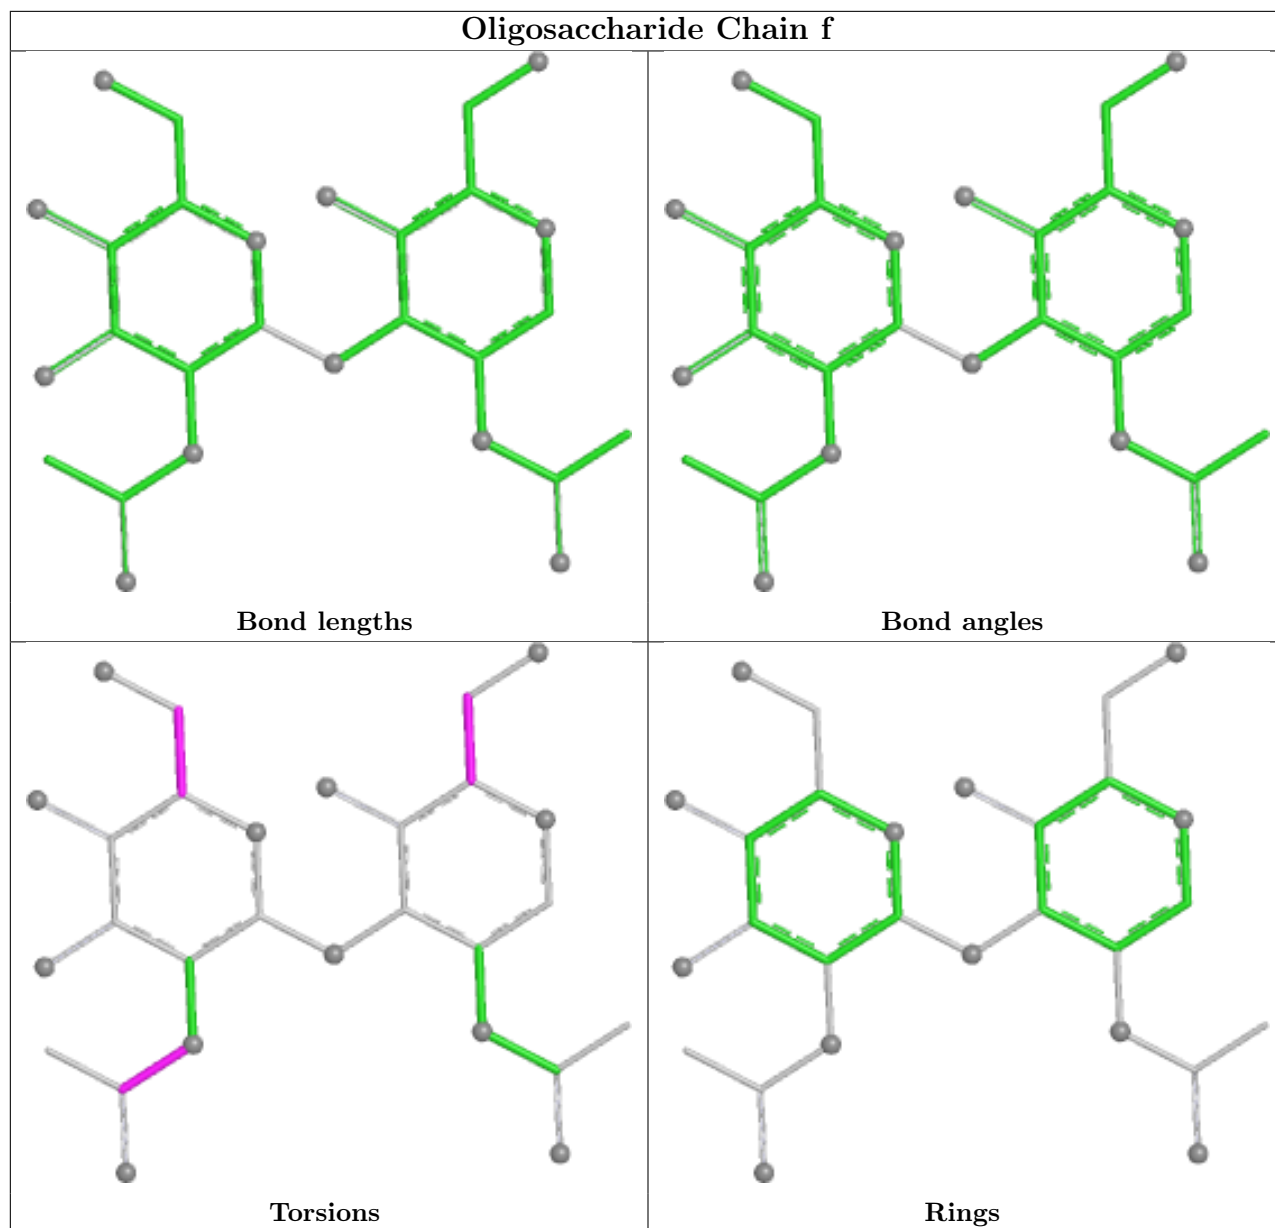 Oligosaccharide Chain f
Bond lengths
Bond angles
Torsions
Rings